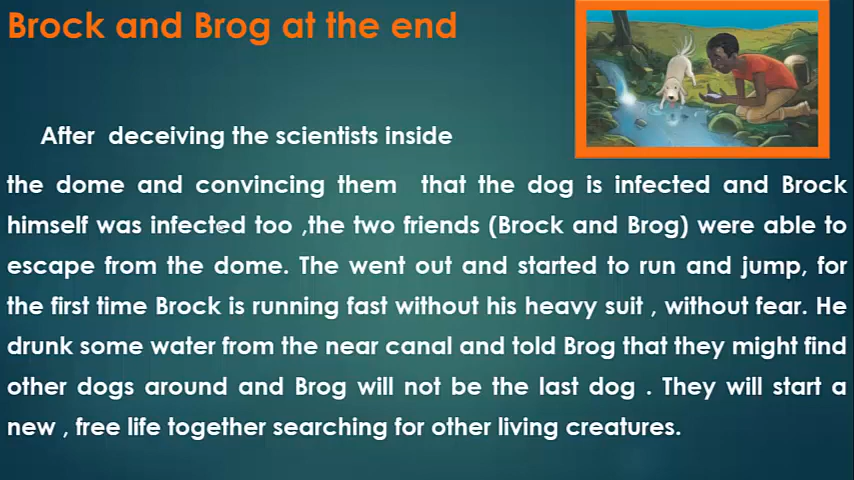 Brock and Brog at the end
After deceiving the scientists inside
the dome and convincing them that the dog is infected and Brock
himself was infected too ,the two friends (Brock and Brog) were able to
escape from the dome. The went out and started to run and jump, for
the first time Brock is running fast without his heavy suit , without fear. He
drunk some water from the near canal and told Brog that they might find
other dogs around and Brog will not be the last dog . They will start a
new , free life together searching for other living creatures.